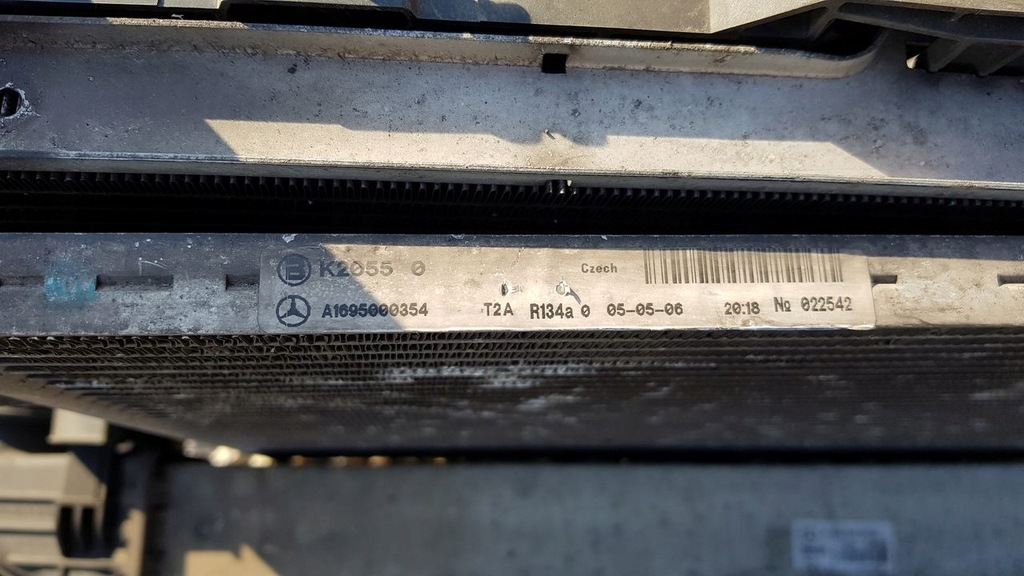 K2055 0 Czech
A1695000354 T2A R134a 0 05-05-06 20:18 № 022542